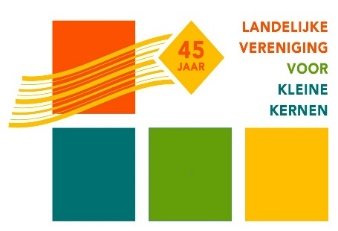 45
JAAR
LANDELIJKE
VERENIGING
VOOR
KLEINE
KERNEN